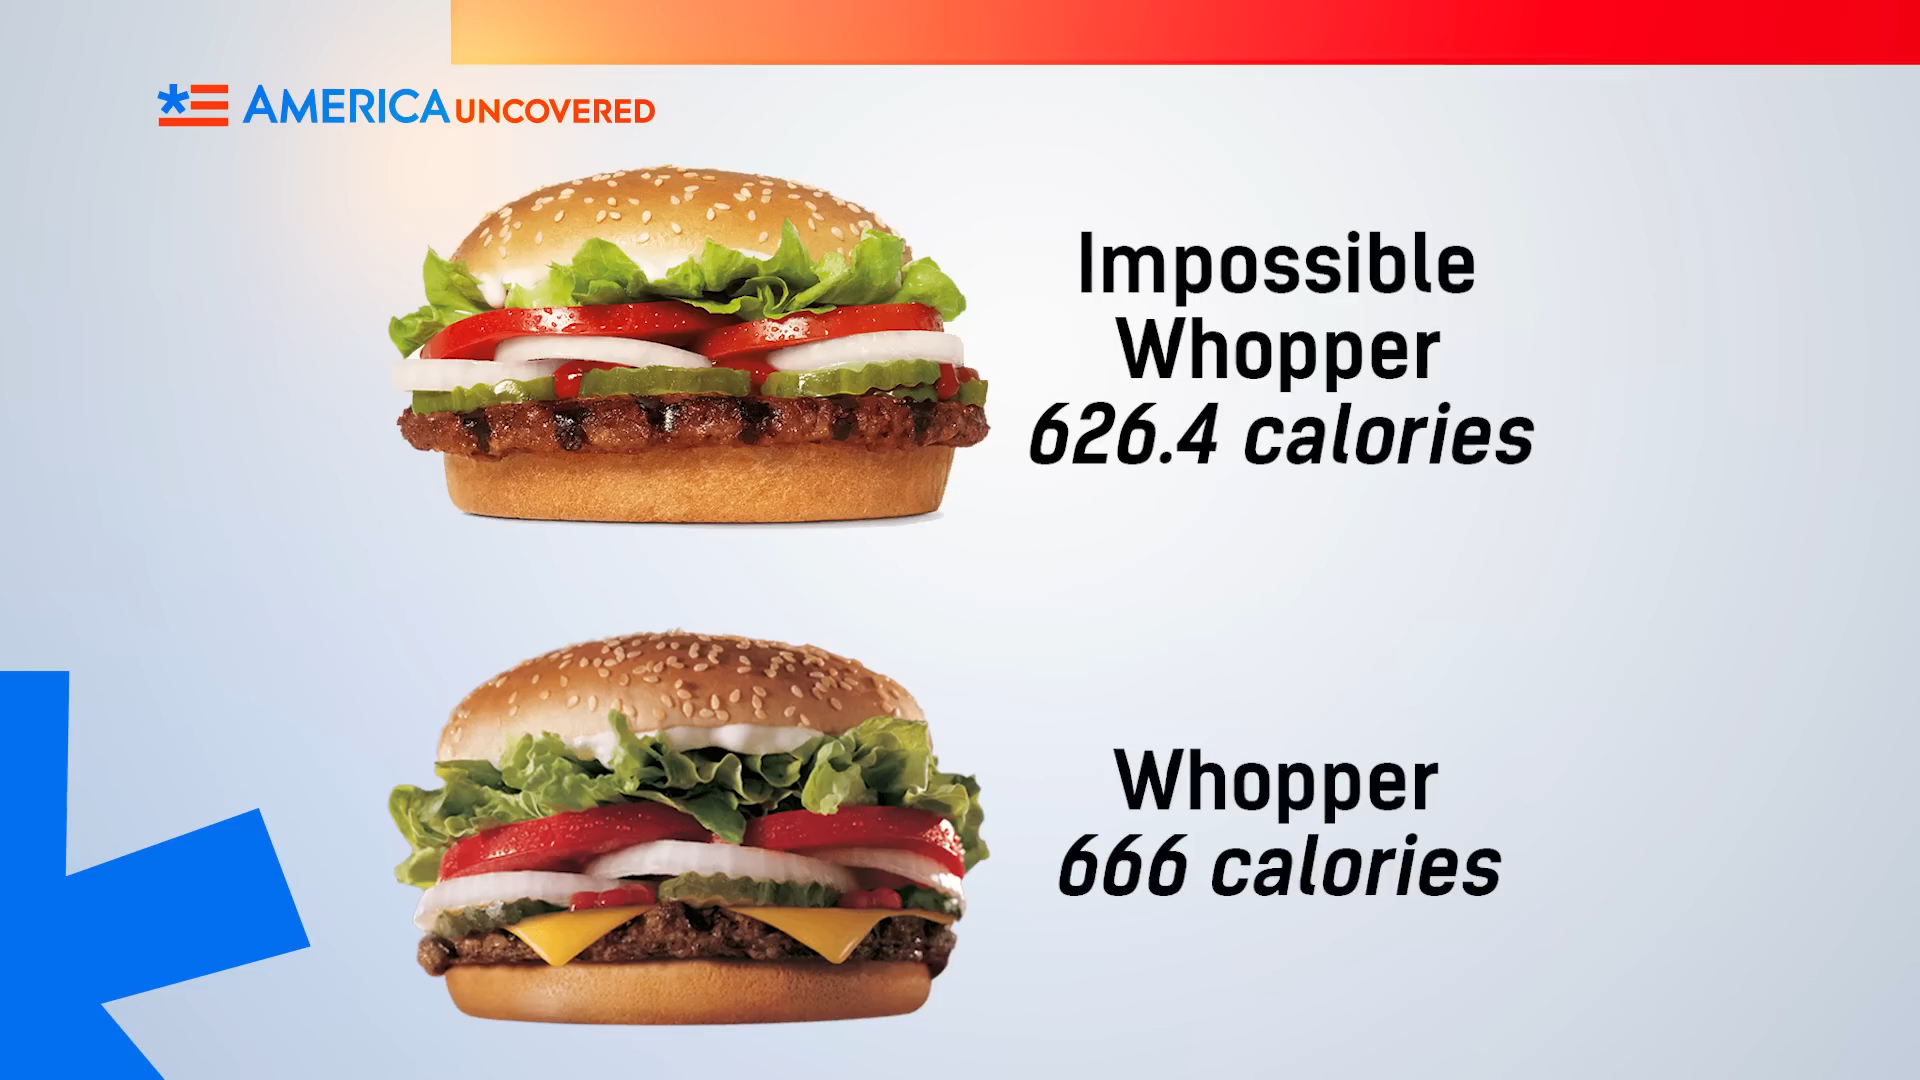 AMERICA UNCOVERED
Impossible
Whopper
626.4 calories
Whopper
666 calories